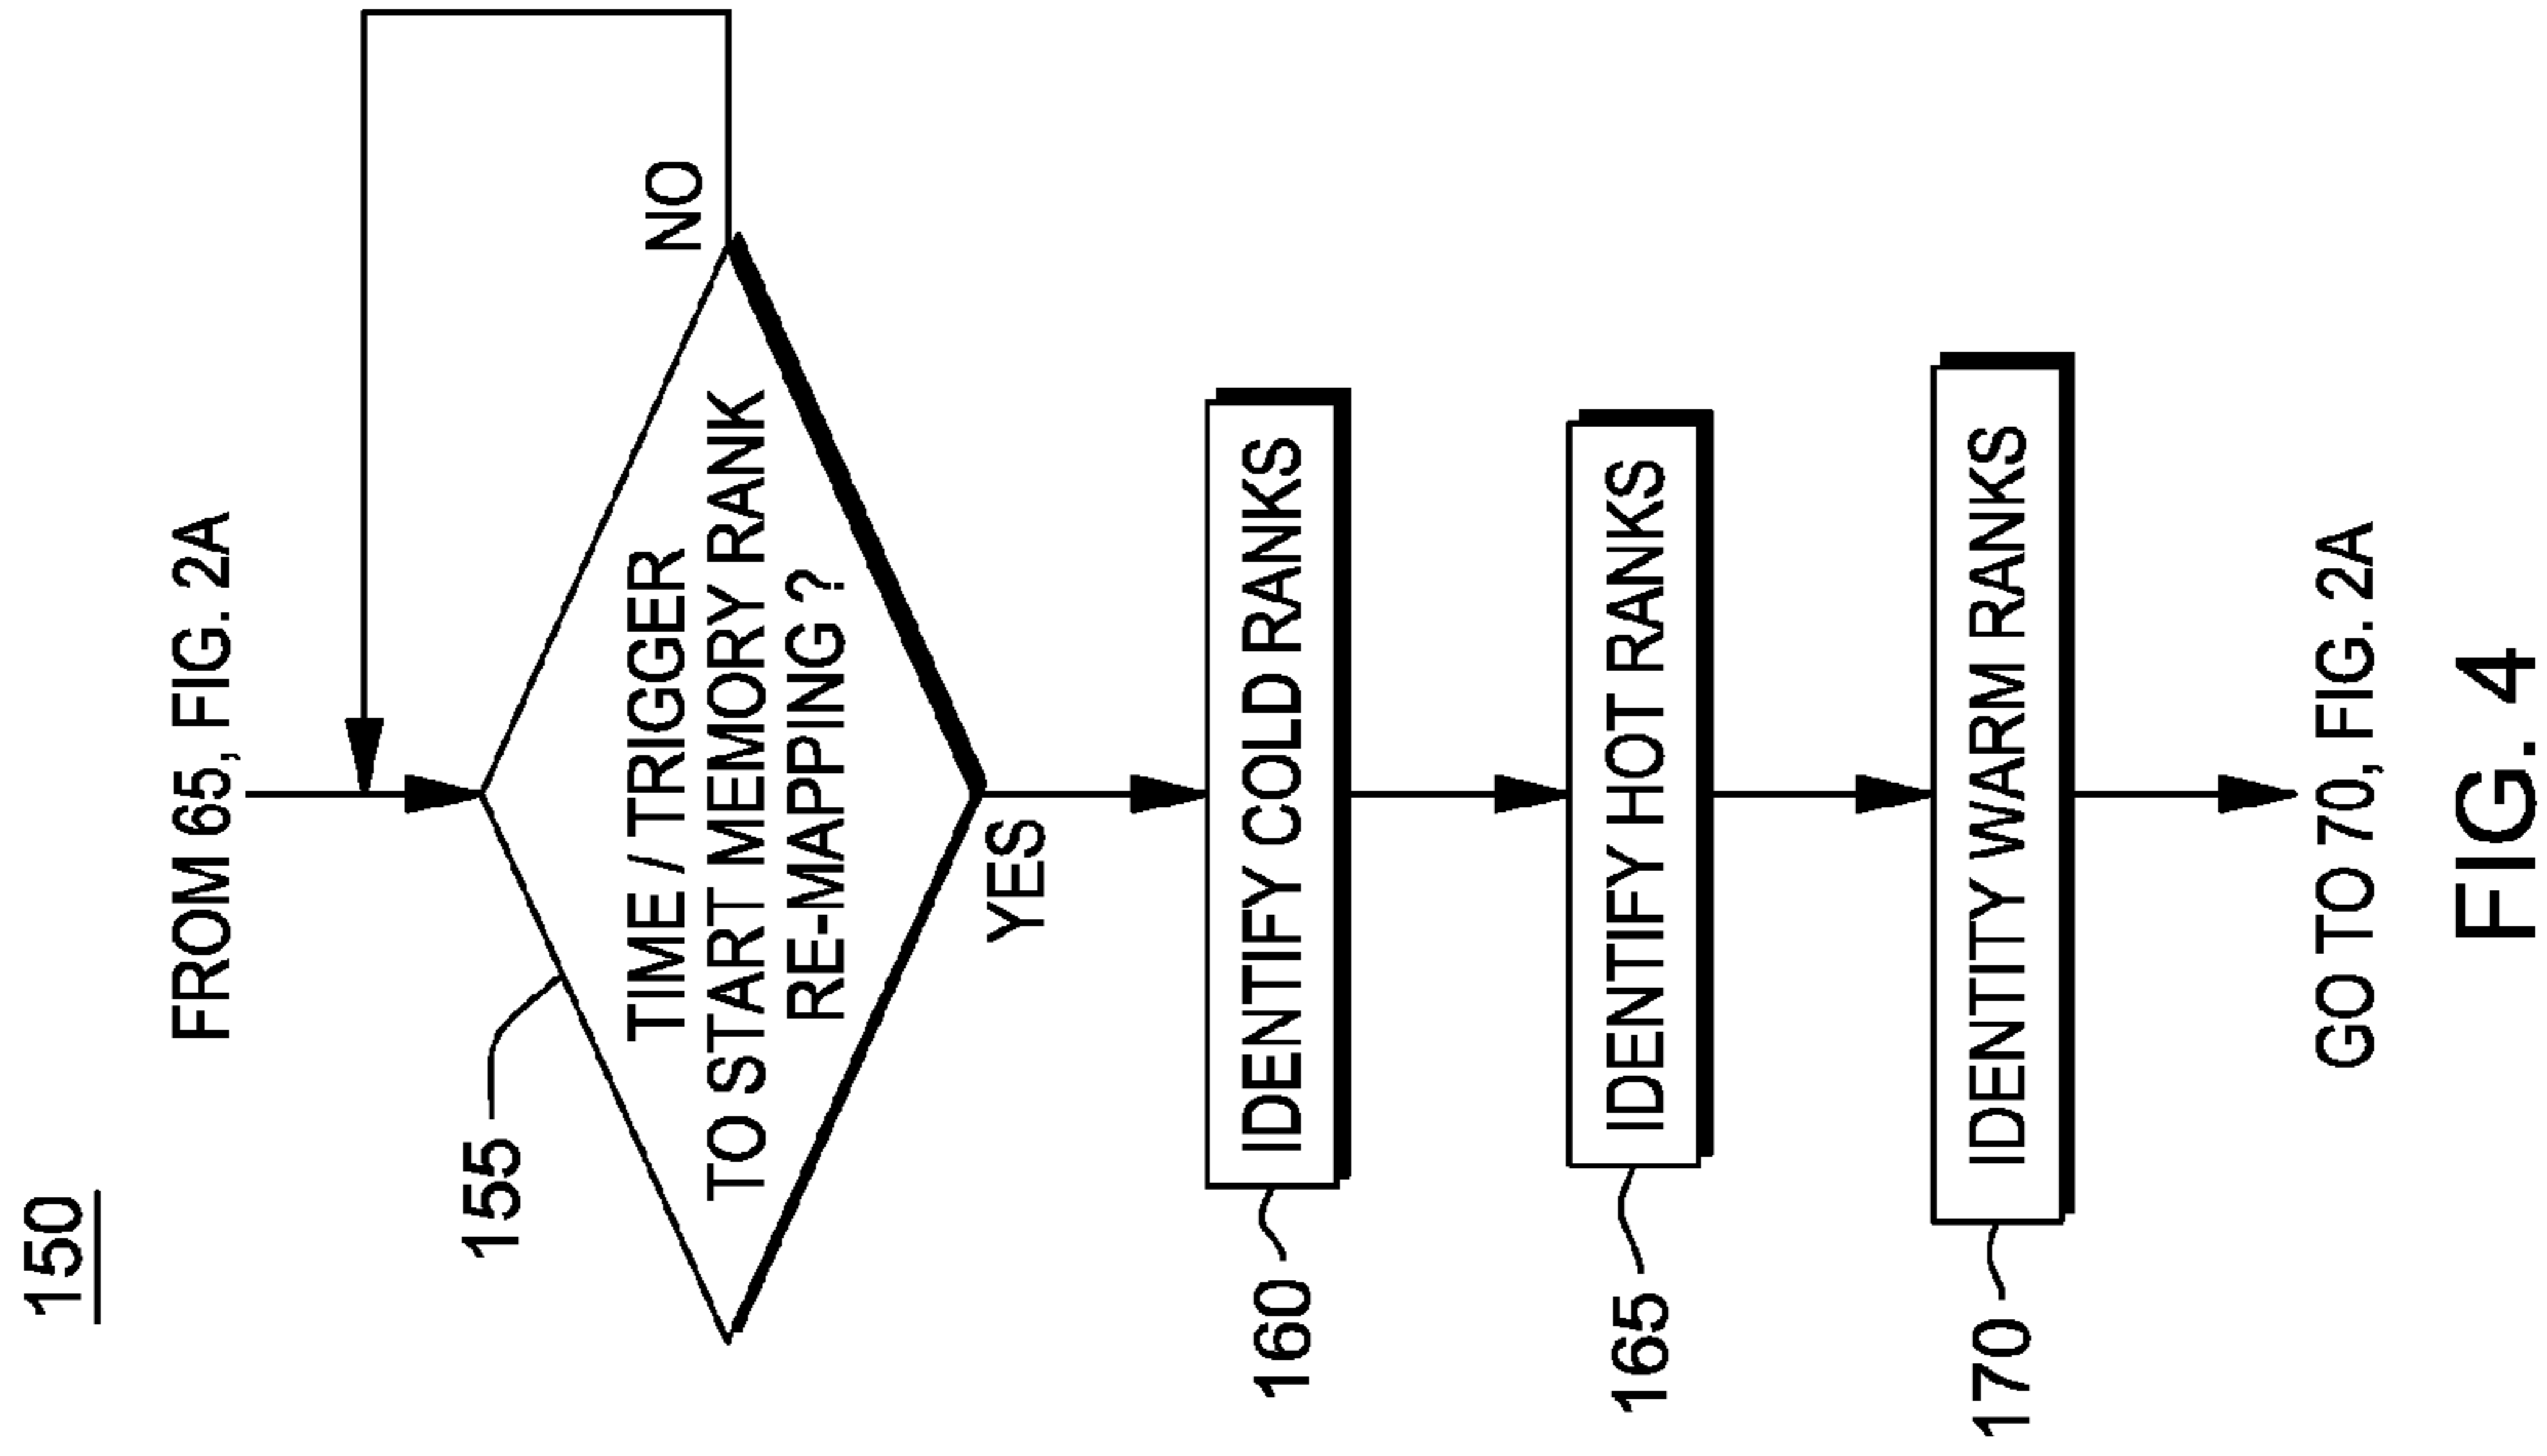 150
FROM 65, FIG. 2A
155
TIME / TRIGGER
TO START MEMORY RANK
RE-MAPPING ?
NO
YES
160
IDENTIFY COLD RANKS
165
IDENTIFY HOT RANKS
170
IDENTITY WARM RANKS
GO TO 70, FIG. 2A
FIG. 4